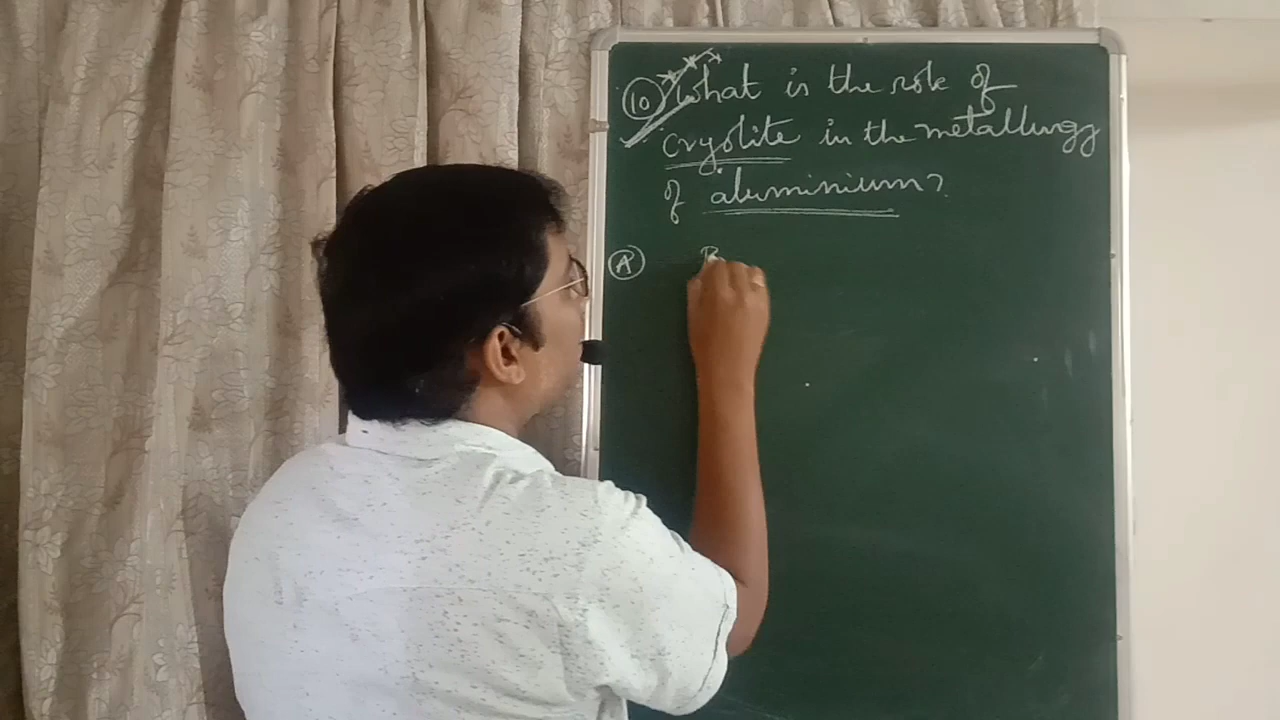 10 What is the role of
cryolite in the metallurgy
of aluminium?
A